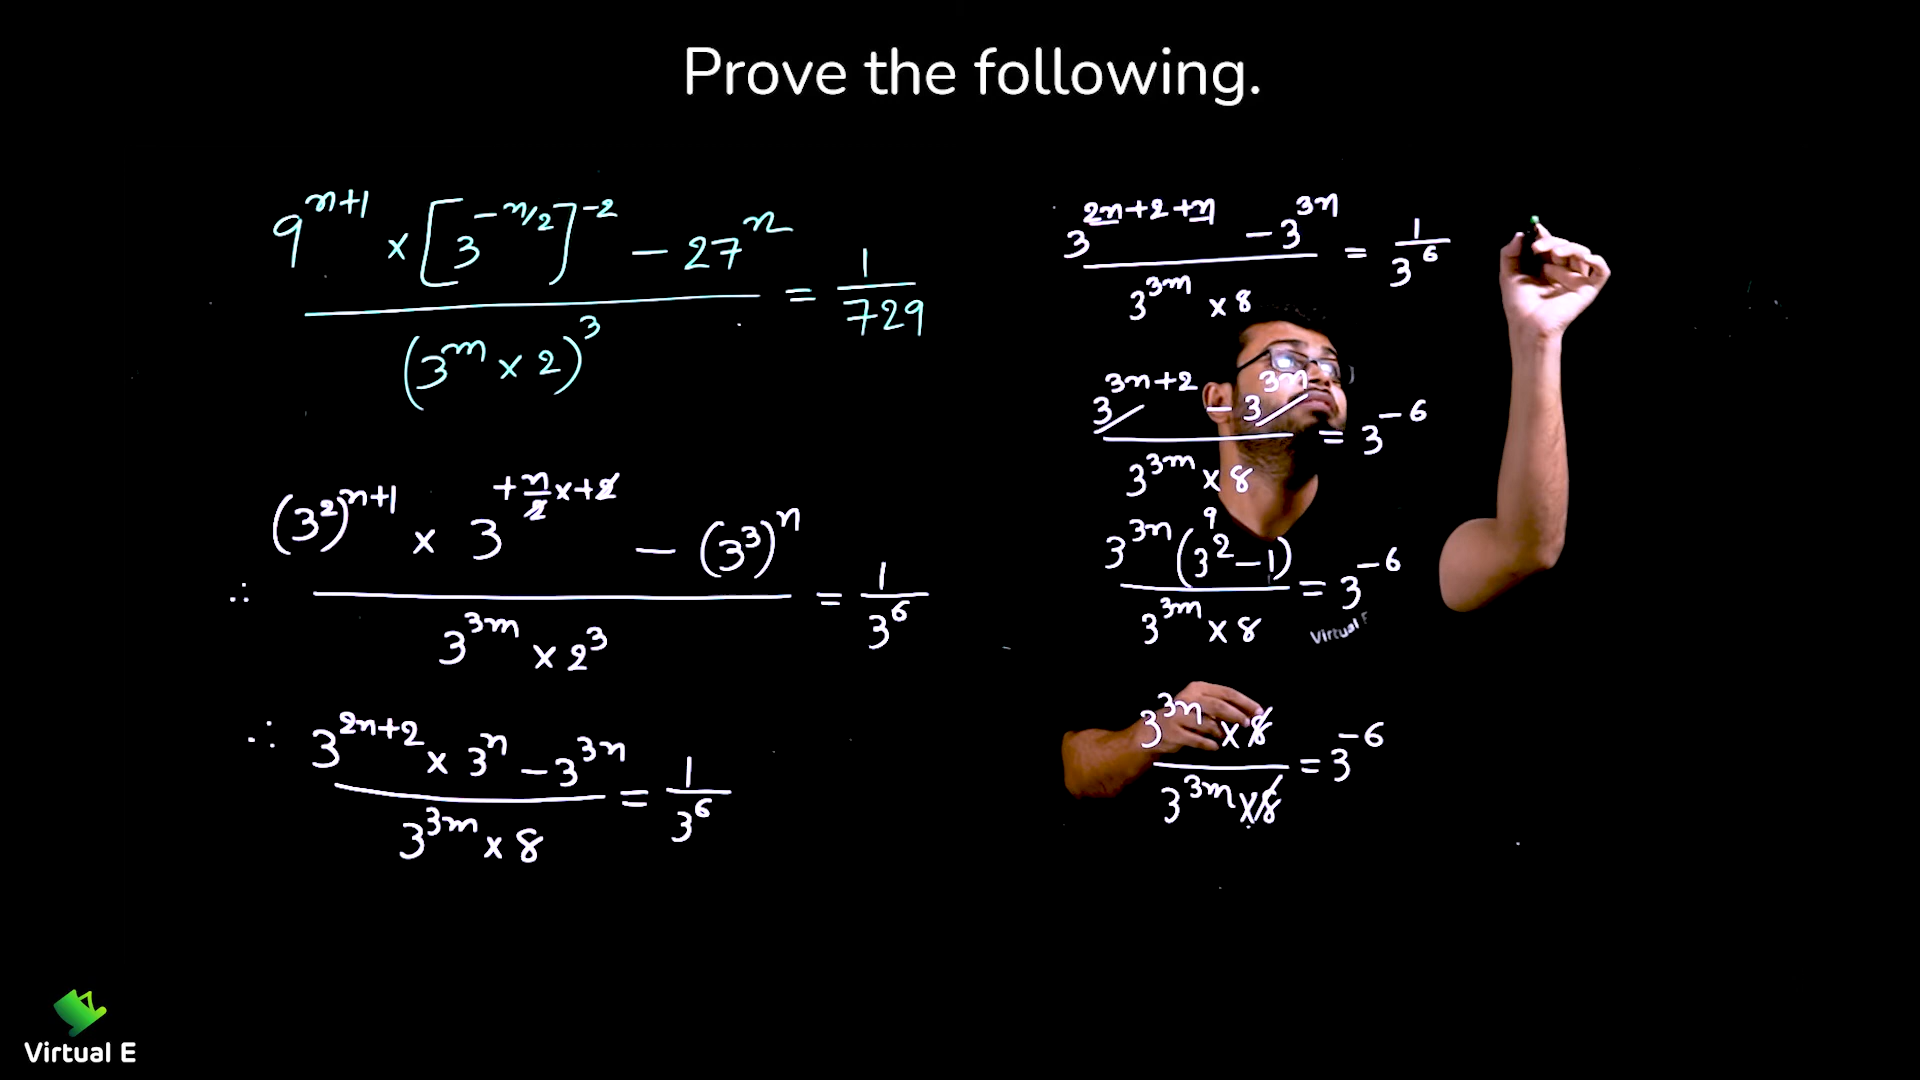 Prove the following.
9^{n+1} × [3^{-n/2}]^{-2} - 27^n / (3^m × 2)^3 = 1/729
∴ (3^2)^{n+1} × 3^{+n/2 × +2} - (3^3)^n / 3^{3m} × 2^3 = 1/3^6
∴ 3^{2n+2} × 3^n - 3^{3n} / 3^{3m} × 8 = 1/3^6
3^{2n+2+n} - 3^{3n} / 3^{3m} × 8 = 1/3^6
3^{3n+2} - 3^{3n} / 3^{3m} × 8 = 3^{-6}
9
3^{3n}(3^2 - 1) / 3^{3m} × 8 = 3^{-6}
Virtual E
3^{3n} × 8 / 3^{3m} × 8 = 3^{-6}
Virtual E